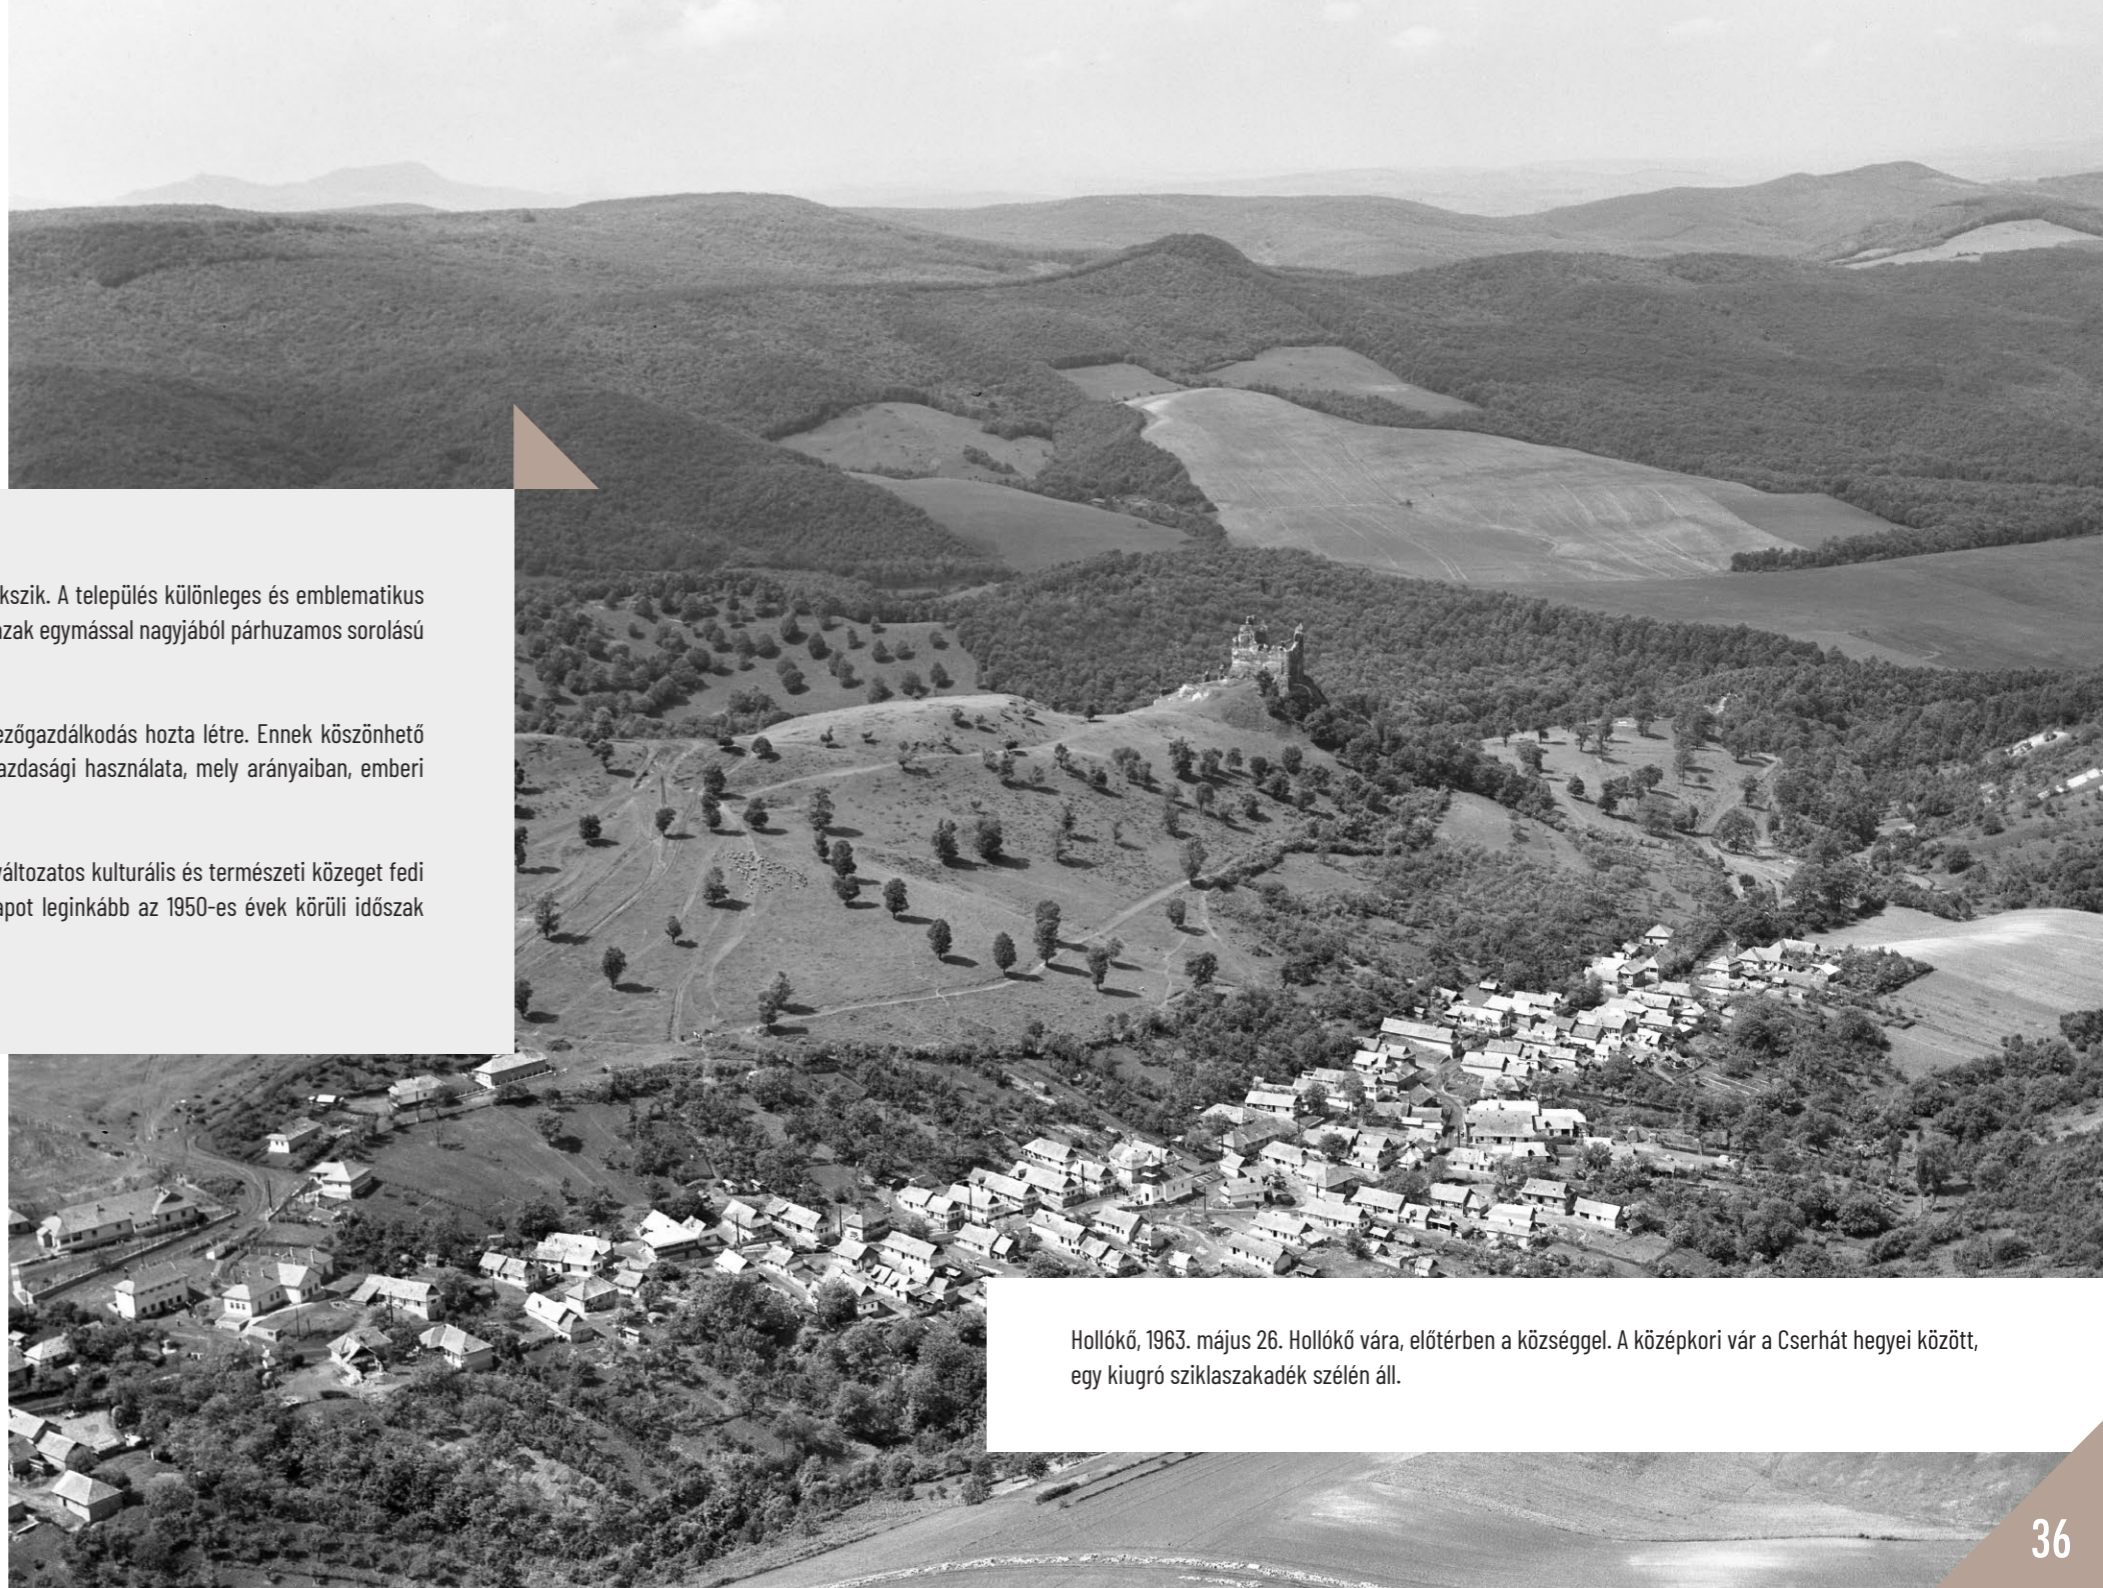 kszik. A település különleges és emblematikus
azak egymással nagyjából párhuzamos sorolású
ezőgazdálkodás hozta létre. Ennek köszönhető
azdasági használata, mely arányaiban, emberi
változatos kulturális és természeti közeget fedi
apot leginkább az 1950-es évek körüli időszak
Hollókő, 1963. május 26. Hollókő vára, előtérben a községgel. A középkori vár a Cserhát hegyei között,
egy kiugró sziklaszakadék szélén áll.
36